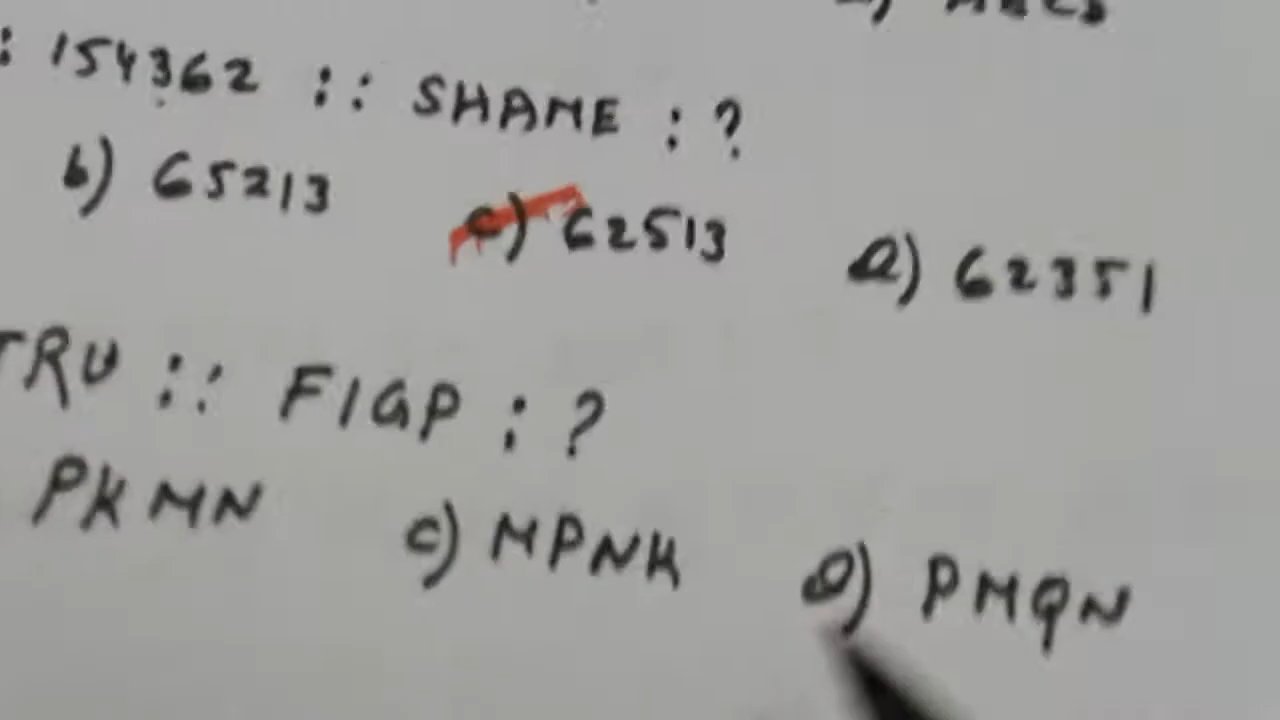 : 154362 :: SHAME : ?
b) 65213 c) 62513 d) 62351
TRU :: FIGP : ?
PKMN c) MPNK d) PMQN